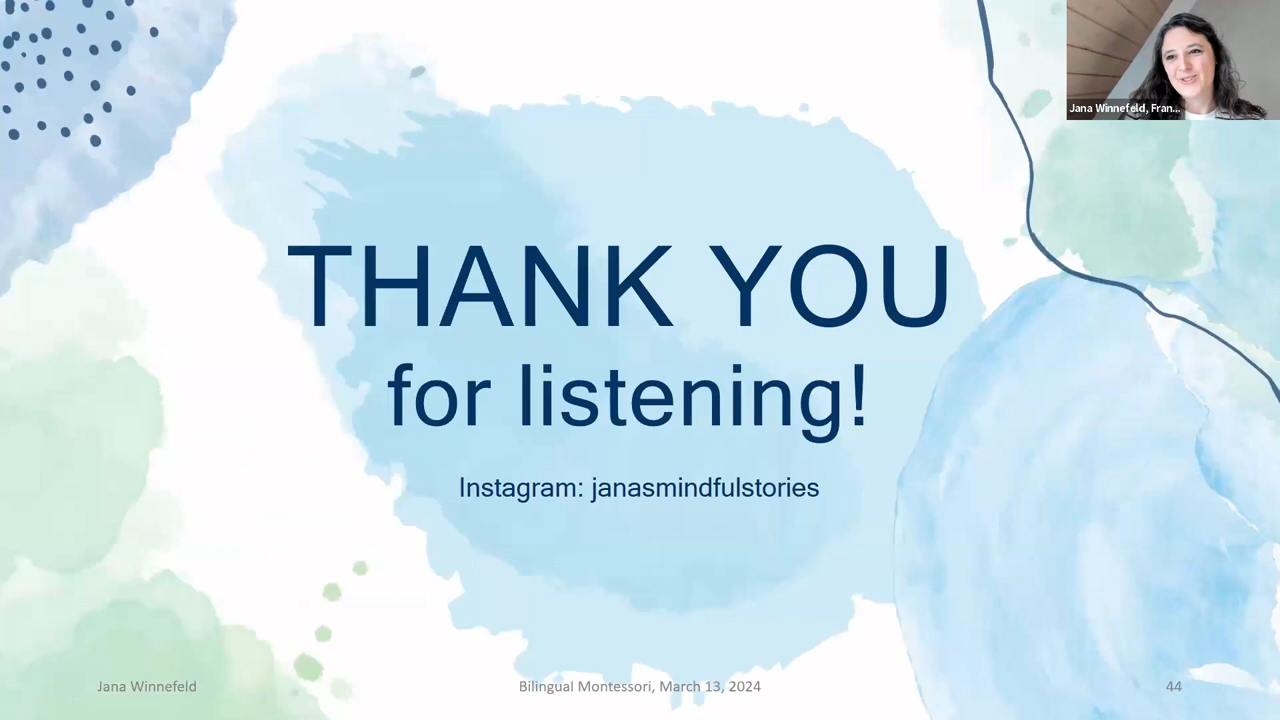 Jana Winnefeld, Fran...
THANK YOU
for listening!
Instagram: janasmindfulstories
Jana Winnefeld
Bilingual Montessori, March 13, 2024
44